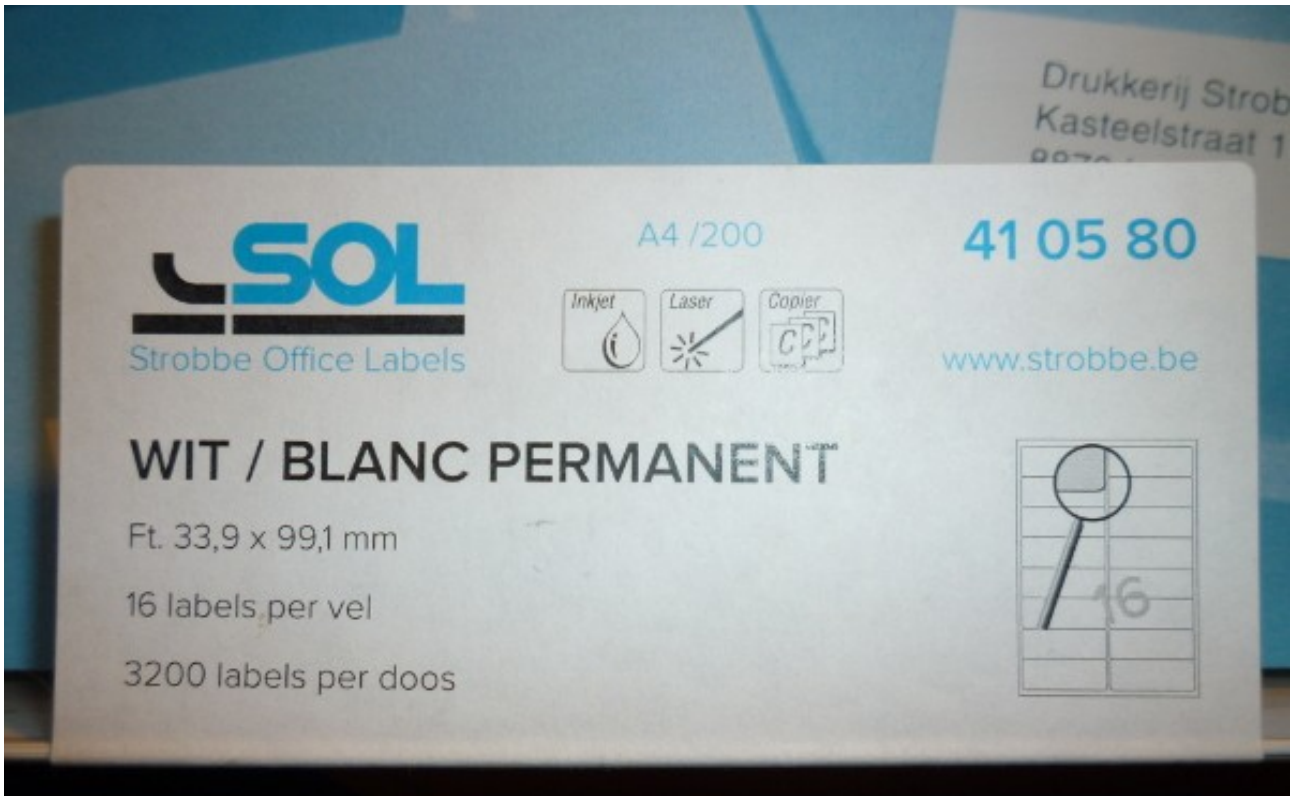 Drukkerij Strob
Kasteelstraat 1
SOL
Strobbe Office Labels
A4 /200
Inkjet
i
Laser
Copier
C C C
41 05 80
www.strobbe.be
WIT / BLANC PERMANENT
Ft. 33,9 x 99,1 mm
16 labels per vel
3200 labels per doos
16